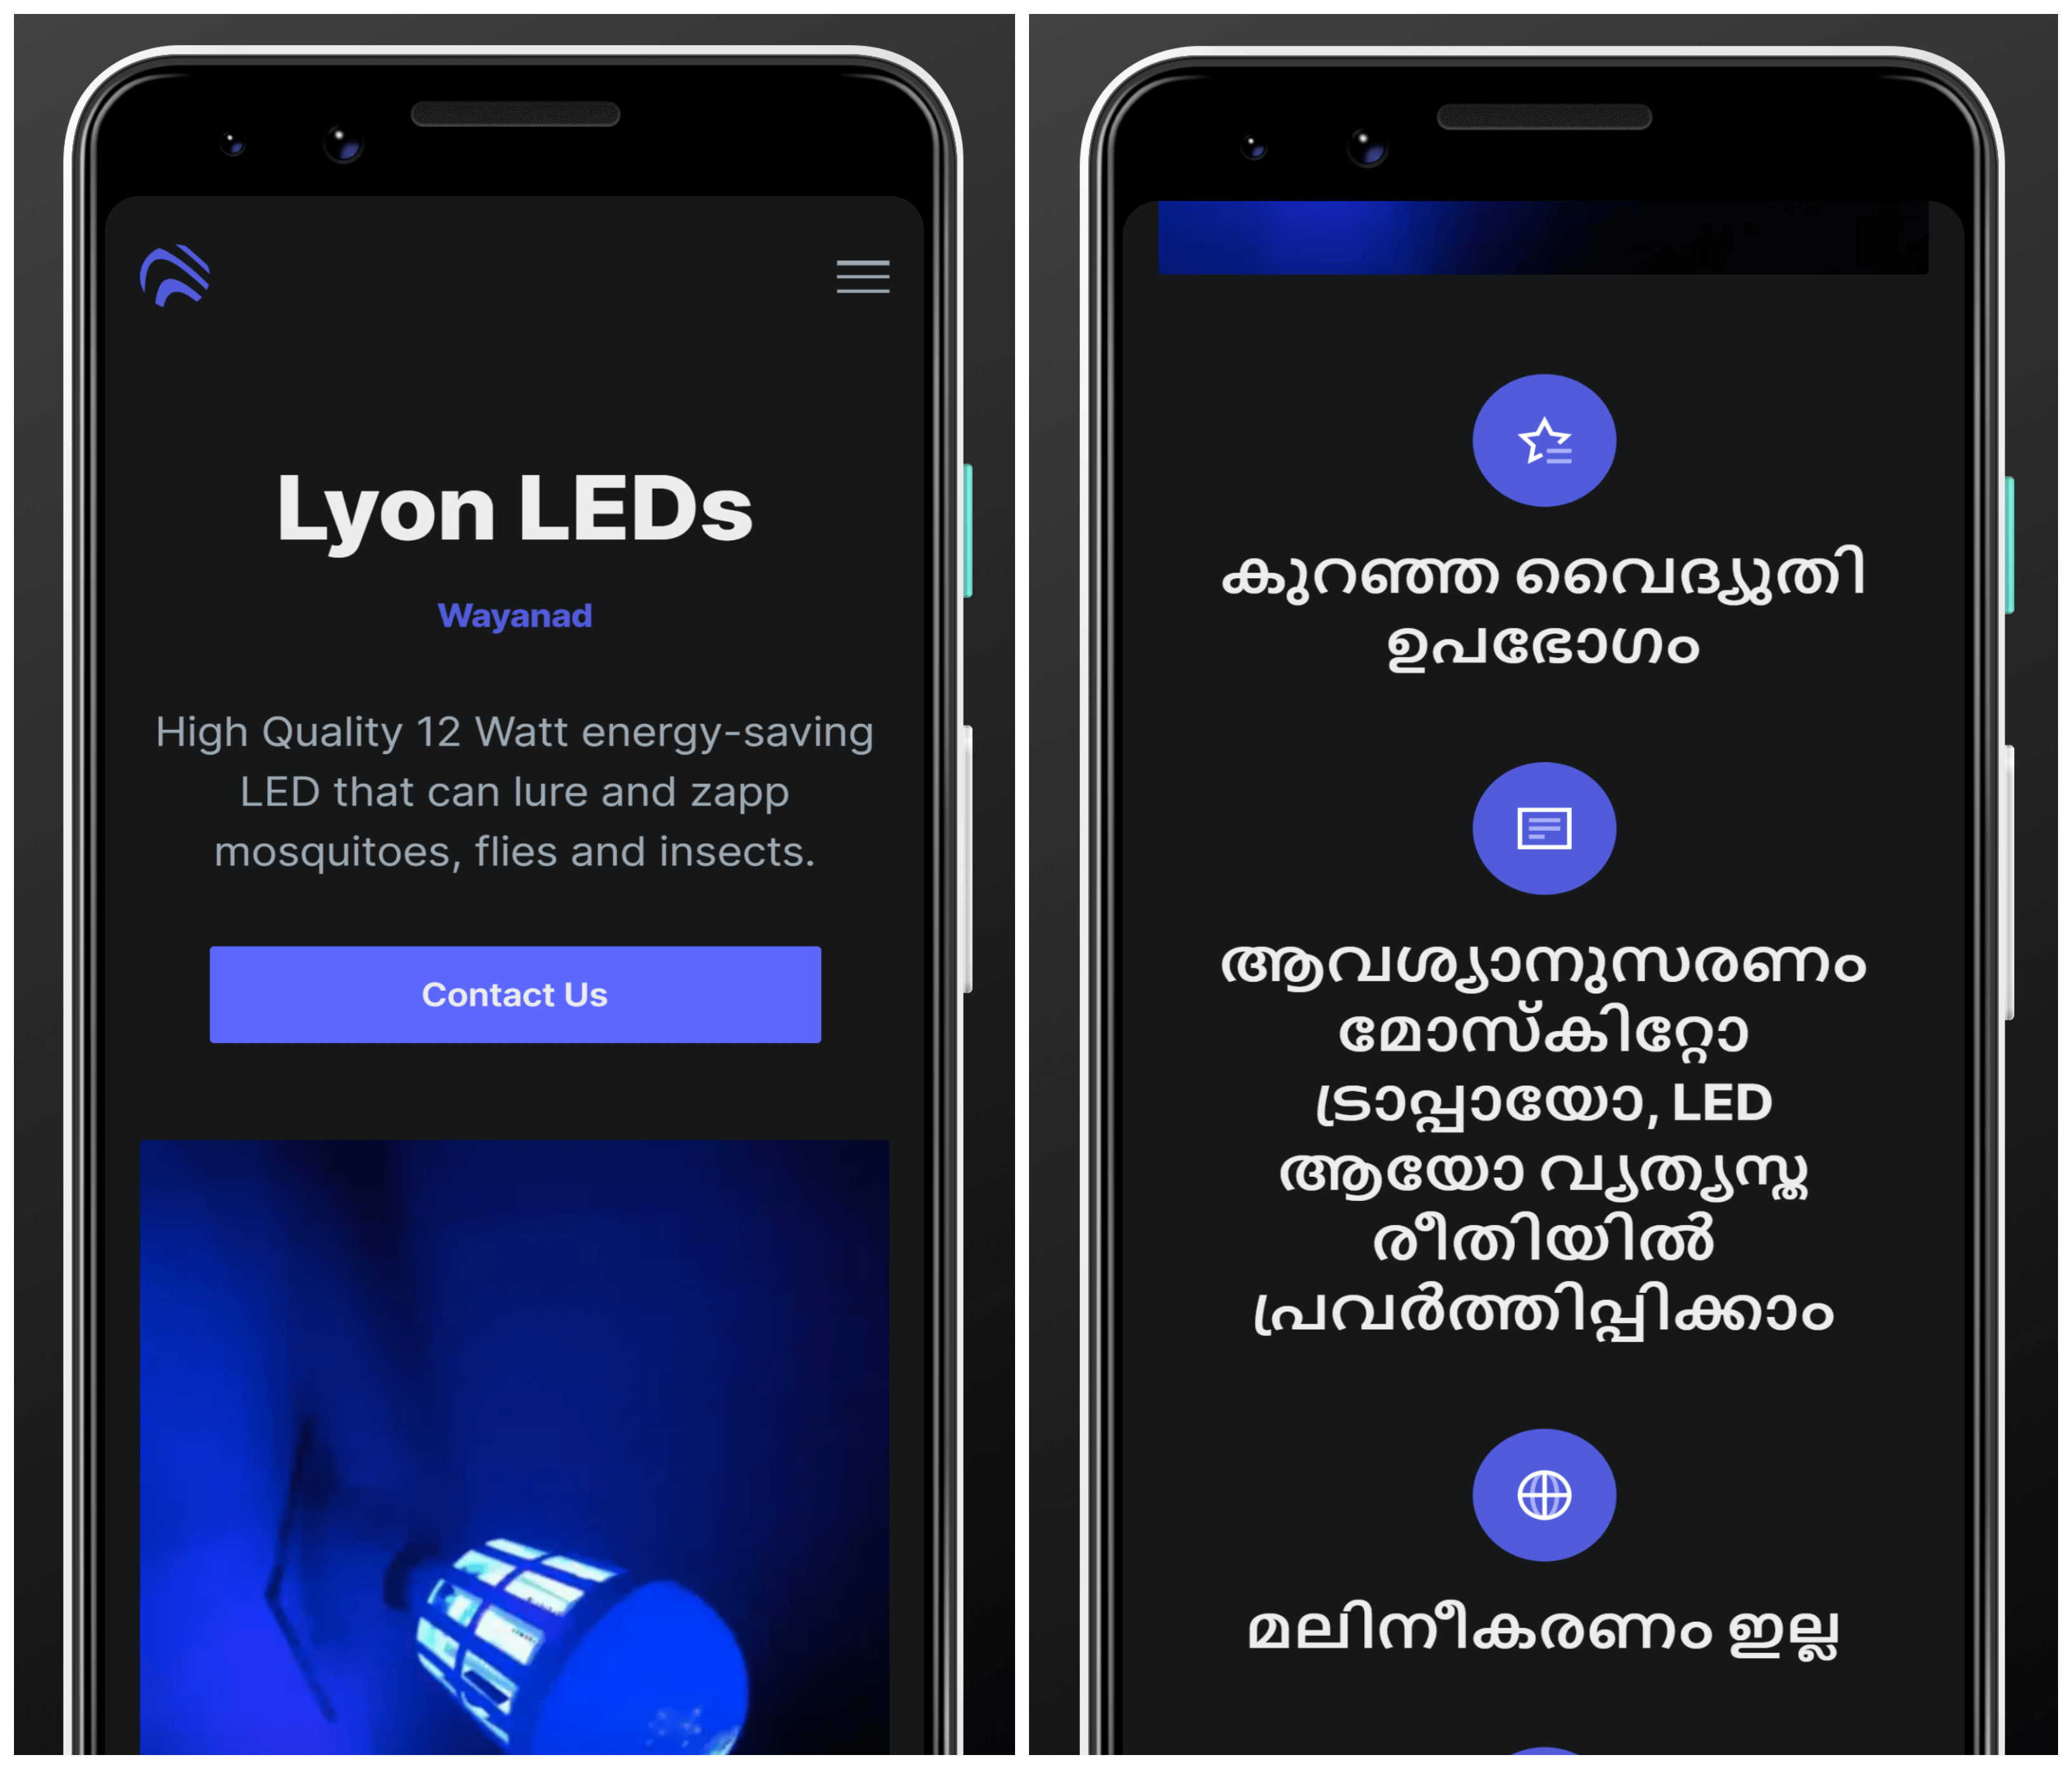 Lyon LEDs
Wayanad
High Quality 12 Watt energy-saving
LED that can lure and zapp
mosquitoes, flies and insects.
Contact Us
കുറഞ്ഞ വൈദ്യുതി
ഉപഭോഗം
ആവശ്യാനുസരണം
മോസ്കിറ്റോ
ട്രാപ്പായോ, LED
ആയോ വ്യത്യസ്ത
രീതിയിൽ
പ്രവർത്തിപ്പിക്കാം
മലിനീകരണം ഇല്ല